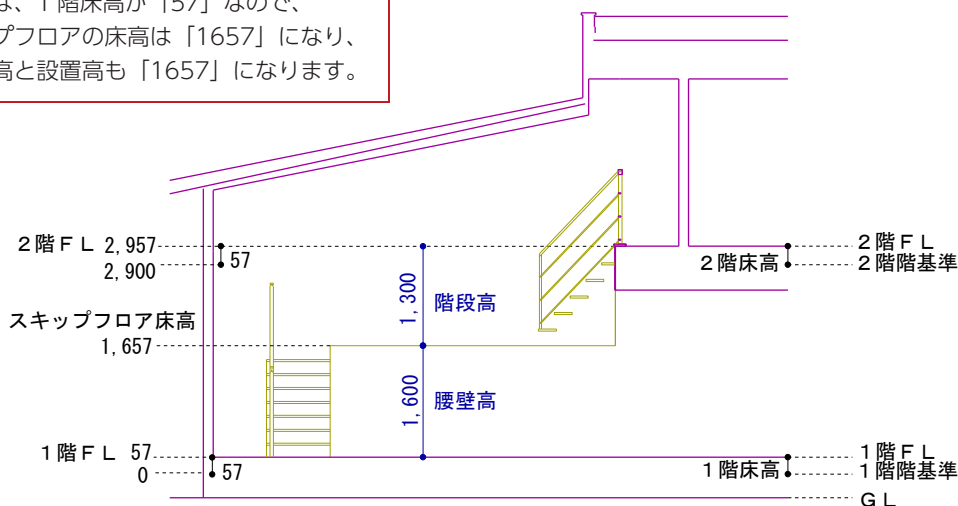 は、1階床高が「57」なので、
プフロアの床高は「1657」になり、
高と設置高も「1657」になります。
2階FL 2,957
2,900
57
スキップフロア床高
1,657
1階FL 57
0
57
1,300
階段高
1,600
腰壁高
2階床高
2階FL
2階階基準
1階床高
1階FL
1階階基準
GL